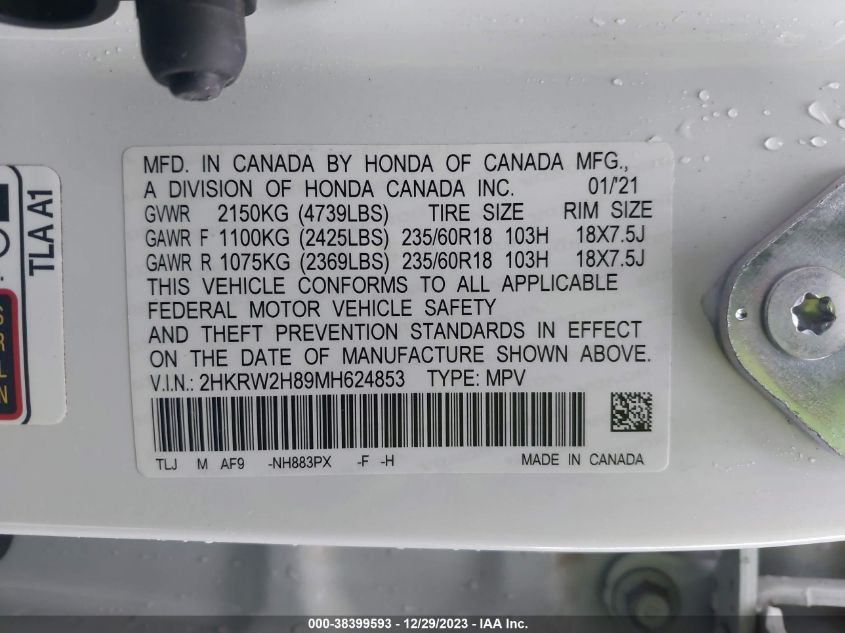 MFD. IN CANADA BY HONDA OF CANADA MFG.,
A DIVISION OF HONDA CANADA INC. 01/'21
GVWR 2150KG (4739LBS) TIRE SIZE RIM SIZE
GAWR F 1100KG (2425LBS) 235/60R18 103H 18X7.5J
GAWR R 1075KG (2369LBS) 235/60R18 103H 18X7.5J
THIS VEHICLE CONFORMS TO ALL APPLICABLE
FEDERAL MOTOR VEHICLE SAFETY
AND THEFT PREVENTION STANDARDS IN EFFECT
ON THE DATE OF MANUFACTURE SHOWN ABOVE.
V.I.N.: 2HKRW2H89MH624853 TYPE: MPV
TLJ M AF9 -NH883PX -F -H MADE IN CANADA
TLA A1
000-38399593 - 12/29/2023 - IAA Inc.